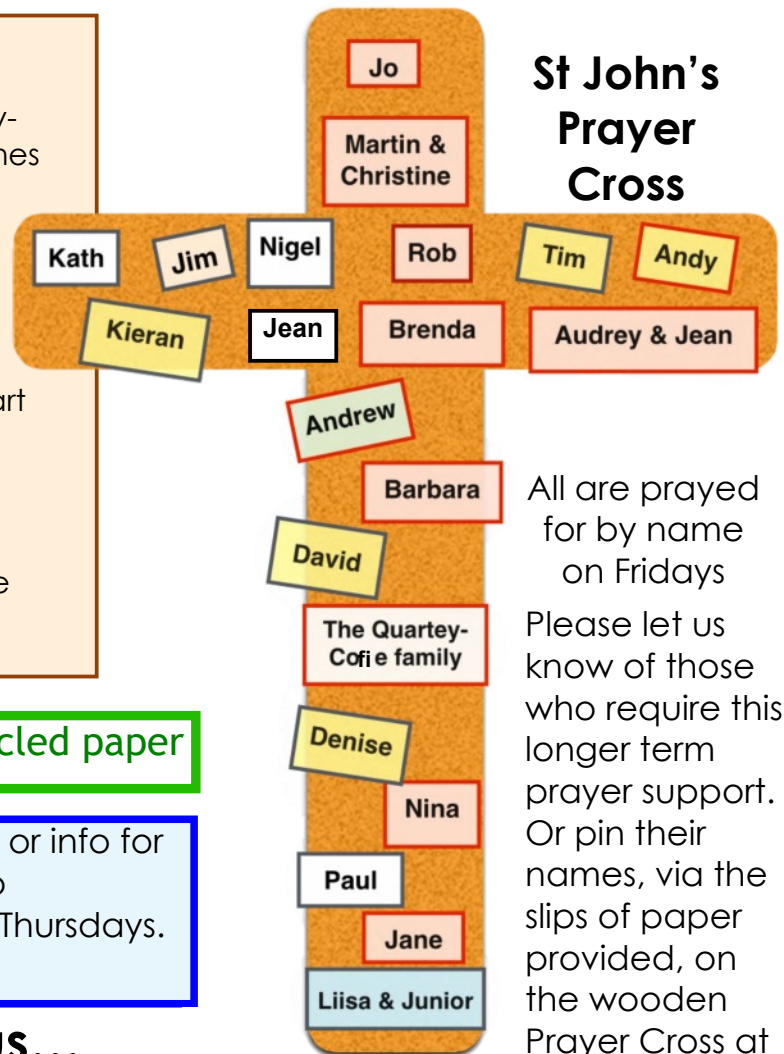 y-
nes
art
e
cled paper
or info for
Thursdays.
us...
St John's
Prayer
Cross
Jo
Martin &
Christine
Kath
Jim
Nigel
Rob
Tim
Andy
Kieran
Jean
Brenda
Audrey & Jean
Andrew
Barbara
David
The Quartey-
Cofie family
Denise
Nina
Paul
Jane
Liisa & Junior
All are prayed
for by name
on Fridays
Please let us
know of those
who require this
longer term
prayer support.
Or pin their
names, via the
slips of paper
provided, on
the wooden
Prayer Cross at